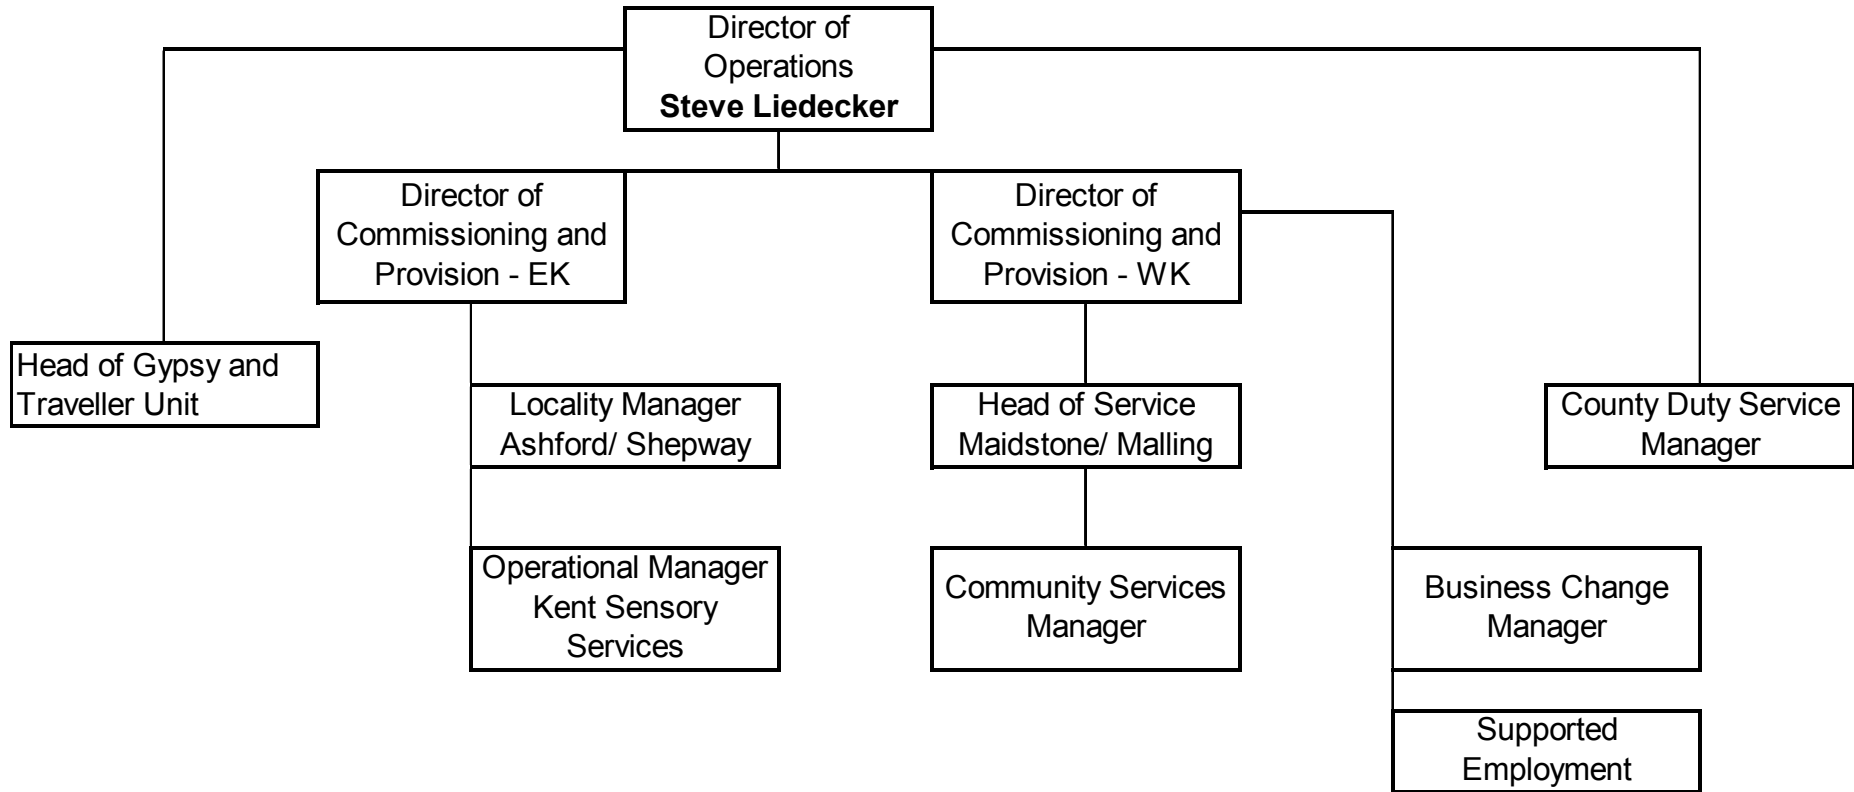 Director of
Operations
Steve Liedecker
Director of
Commissioning and
Provision - EK
Director of
Commissioning and
Provision - WK
Head of Gypsy and
Traveller Unit
Locality Manager
Ashford/ Shepway
Head of Service
Maidstone/ Malling
County Duty Service
Manager
Operational Manager
Kent Sensory
Services
Community Services
Manager
Business Change
Manager
Supported
Employment